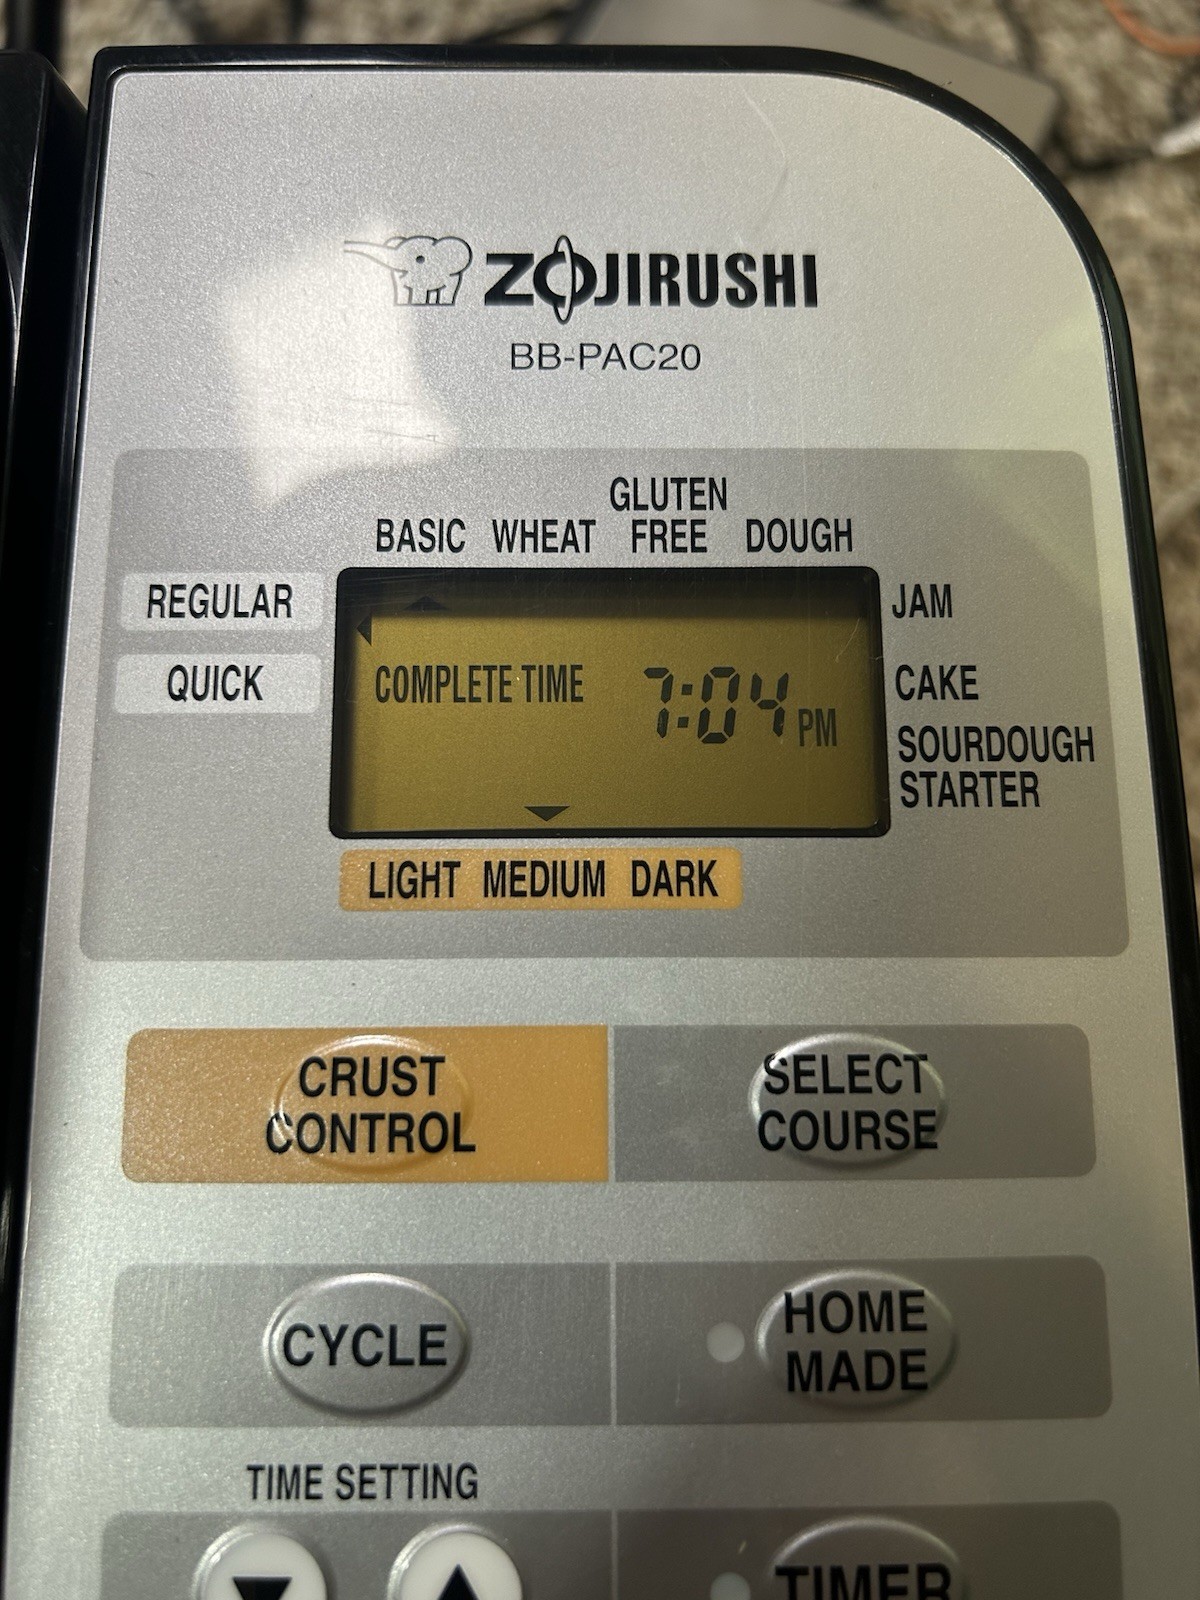 ZOJIRUSHI
BB-PAC20
BASIC WHEAT GLUTEN FREE DOUGH
REGULAR
QUICK
COMPLETE TIME 7:04 PM
JAM
CAKE
SOURDOUGH
STARTER
LIGHT MEDIUM DARK
CRUST
CONTROL
SELECT
COURSE
CYCLE
HOME
MADE
TIME SETTING
TIMER